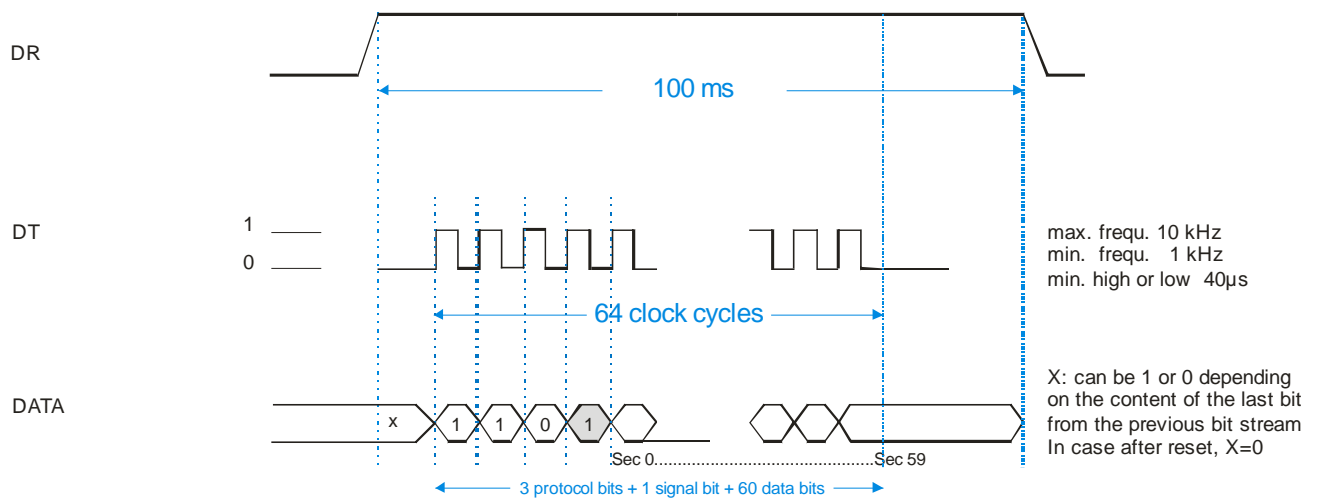 DR
100 ms
DT
1
0
max. frequ. 10 kHz
min. frequ. 1 kHz
min. high or low 40µs
64 clock cycles
DATA
x
1
1
0
1
X: can be 1 or 0 depending
on the content of the last bit
from the previous bit stream
In case after reset, X=0
Sec 0.......................................................Sec 59
3 protocol bits + 1 signal bit + 60 data bits